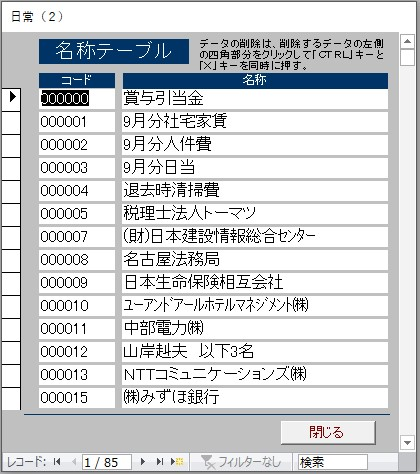 日常（2）
名称テーブル
データの削除は、削除するデータの左側の四角部分をクリックして「CTRL」キーと「X」キーを同時に押す。
コード 名称
000000 賞与引当金
000001 9月分社宅家賃
000002 9月分人件費
000003 9月分日当
000004 退去時清掃費
000005 税理士法人トーマツ
000007 (財)日本建設情報総合センター
000008 名古屋法務局
000009 日本生命保険相互会社
000010 ユーアンドアールホテルマネジメント㈱
000011 中部電力㈱
000012 山岸赳夫　以下3名
000013 NTTコミュニケーションズ㈱
000015 ㈱みずほ銀行
閉じる
レコード: 1 / 85 フィルターなし 検索